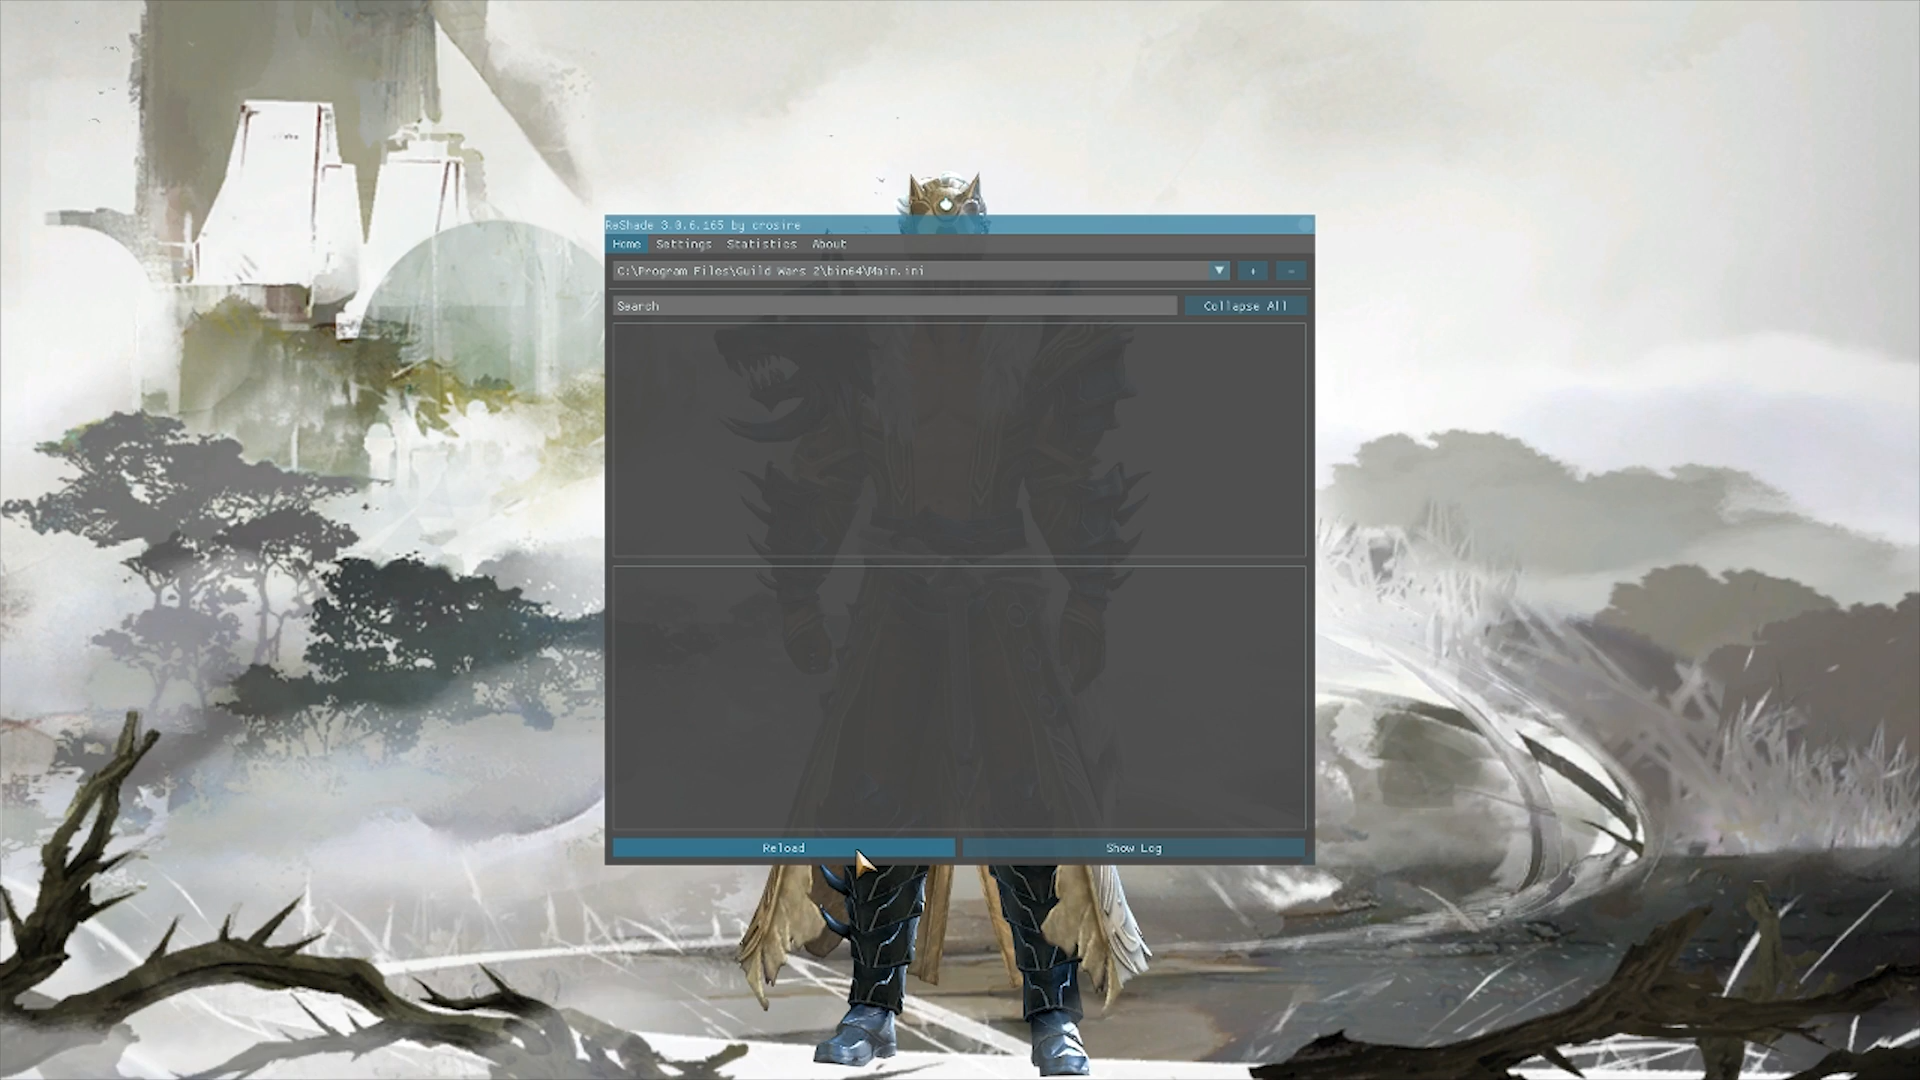 ReShade 3.0.6.165 by crosire
Home Settings Statistics About
C:\Program Files\Guild Wars 2\bin64\Main.ini
+ -
Search Collapse All
Reload Show Log